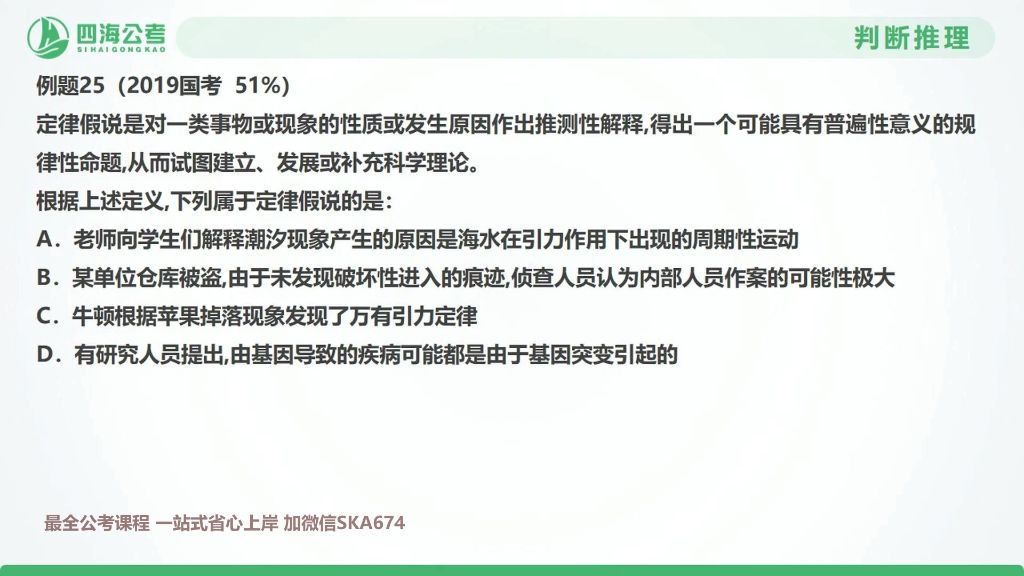 四海公考
SIHAIGONGKAO
判断推理
例题25（2019国考 51%）
定律假说是对一类事物或现象的性质或发生原因作出推测性解释,得出一个可能具有普遍性意义的规
律性命题,从而试图建立、发展或补充科学理论。
根据上述定义,下列属于定律假说的是：
A．老师向学生们解释潮汐现象产生的原因是海水在引力作用下出现的周期性运动
B．某单位仓库被盗,由于未发现破坏性进入的痕迹,侦查人员认为内部人员作案的可能性极大
C．牛顿根据苹果掉落现象发现了万有引力定律
D．有研究人员提出,由基因导致的疾病可能都是由于基因突变引起的
最全公考课程 一站式省心上岸 加微信SKA674